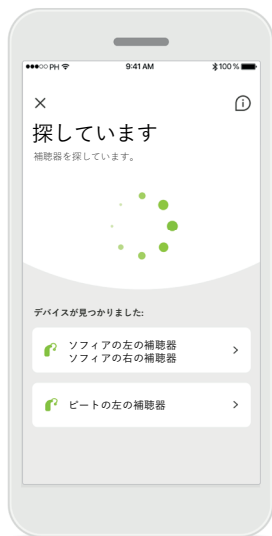 PH 9:41 AM 100 %
探しています
補聴器を探しています。
デバイスが見つかりました:
ソフィアの左の補聴器
ソフィアの右の補聴器
ピートの左の補聴器